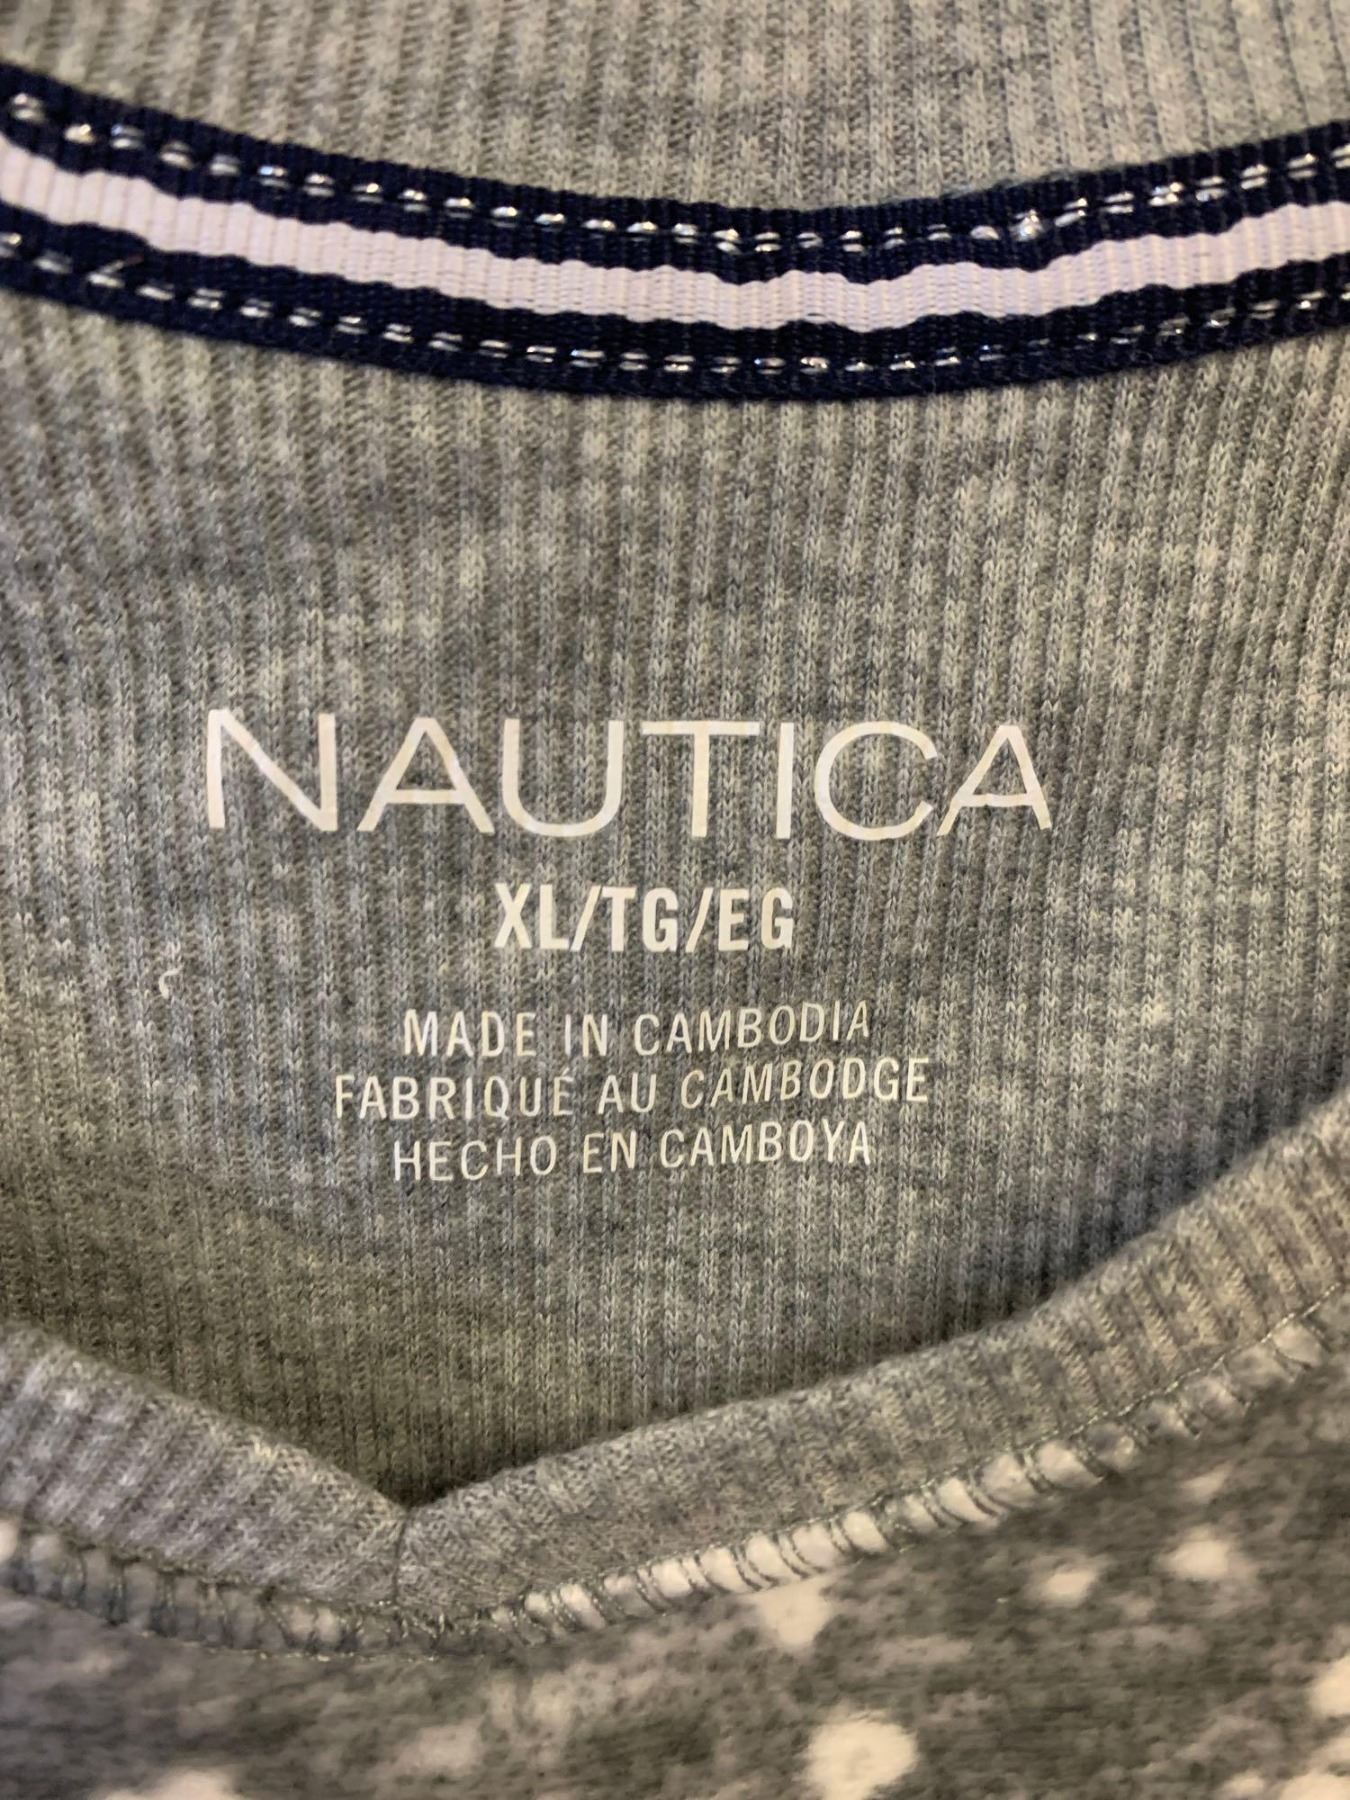 NAUTICA
XL/TG/EG
MADE IN CAMBODIA
FABRIQUÉ AU CAMBODGE
HECHO EN CAMBOYA